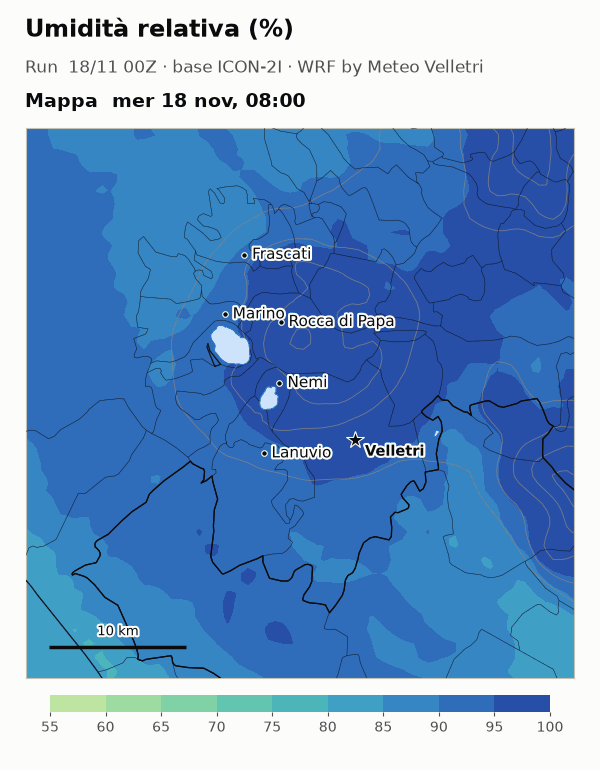 Umidità relativa (%)
Run  18/11 00Z · base ICON-2I · WRF by Meteo Velletri
Mappa  mer 18 nov, 08:00
Frascati
Marino
Rocca di Papa
Nemi
Velletri
Lanuvio
10 km
55 60 65 70 75 80 85 90 95 100